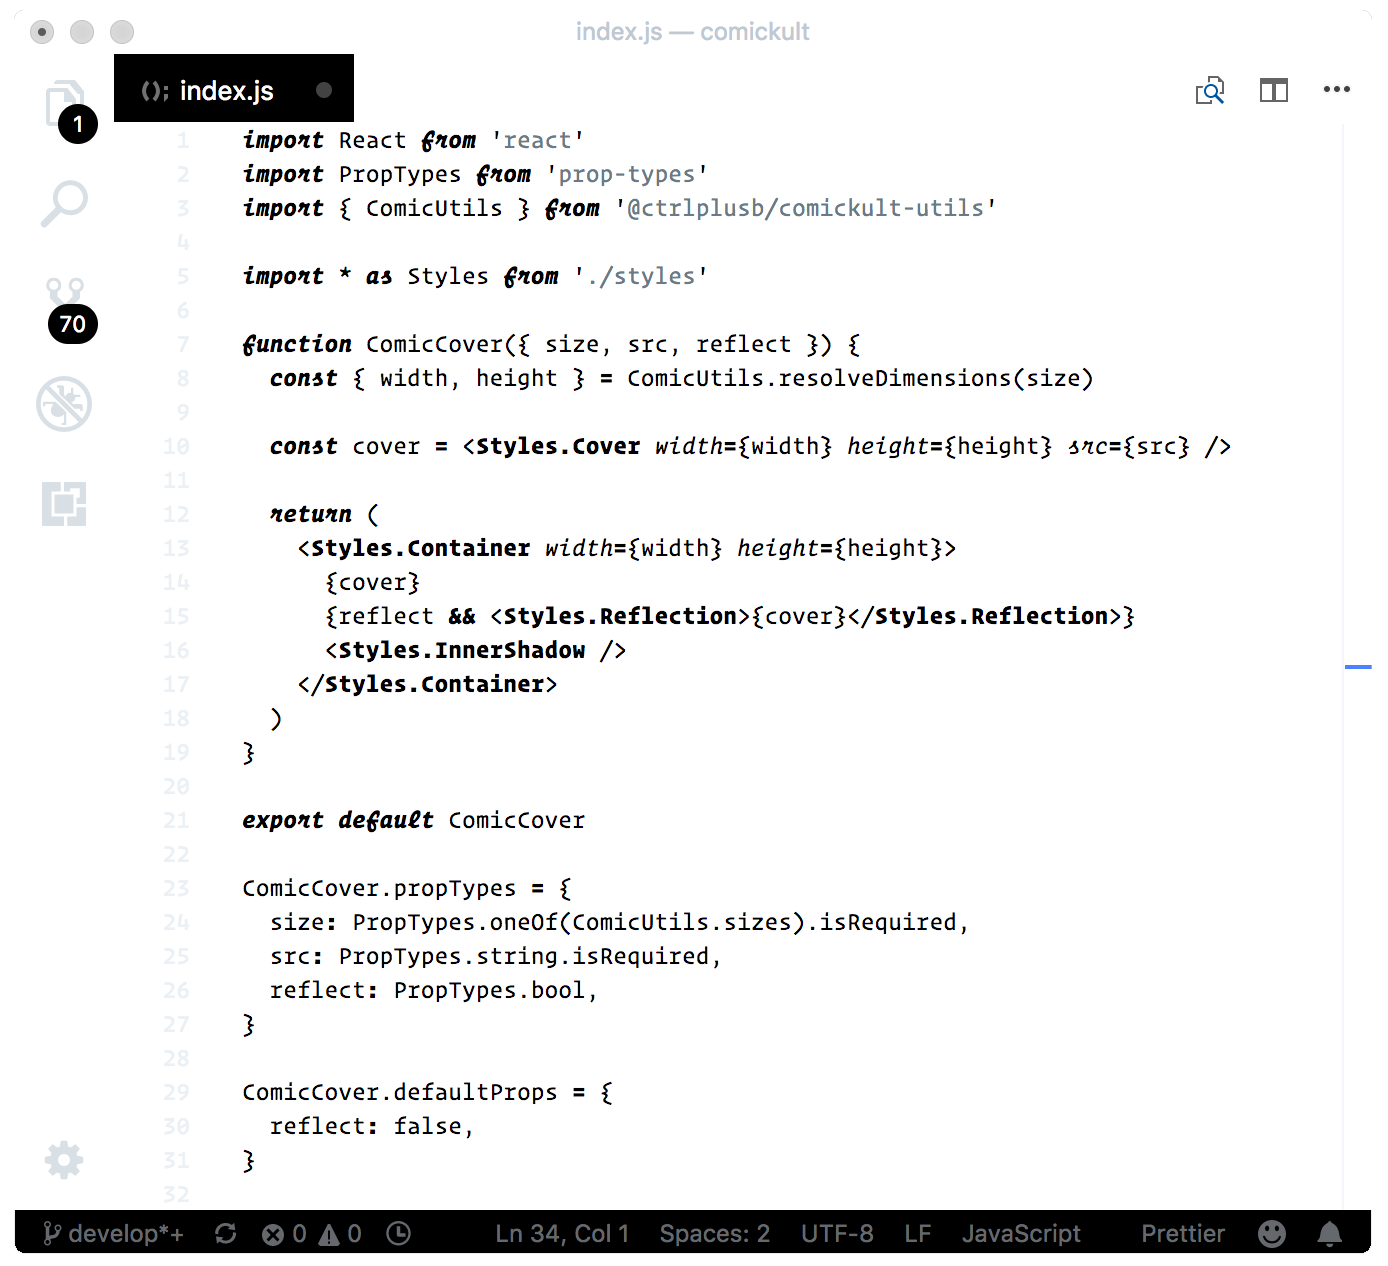 index.js — comickult
(); index.js
1
70
1 import React from 'react'
2 import PropTypes from 'prop-types'
3 import { ComicUtils } from '@ctrlplusb/comickult-utils'
4
5 import * as Styles from './styles'
6
7 function ComicCover({ size, src, reflect }) {
8   const { width, height } = ComicUtils.resolveDimensions(size)
9
10   const cover = <Styles.Cover width={width} height={height} src={src} />
11
12   return (
13     <Styles.Container width={width} height={height}>
14       {cover}
15       {reflect && <Styles.Reflection>{cover}</Styles.Reflection>}
16       <Styles.InnerShadow />
17     </Styles.Container>
18   )
19 }
20
21 export default ComicCover
22
23 ComicCover.propTypes = {
24   size: PropTypes.oneOf(ComicUtils.sizes).isRequired,
25   src: PropTypes.string.isRequired,
26   reflect: PropTypes.bool,
27 }
28
29 ComicCover.defaultProps = {
30   reflect: false,
31 }
32
develop*+ 0 0 Ln 34, Col 1 Spaces: 2 UTF-8 LF JavaScript Prettier